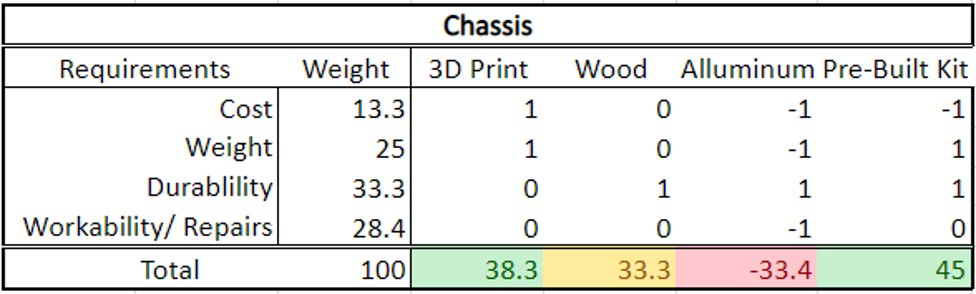 Chassis
Requirements Weight 3D Print Wood Alluminum Pre-Built Kit
Cost 13.3 1 0 -1 -1
Weight 25 1 0 -1 1
Durablility 33.3 0 1 1 1
Workability/ Repairs 28.4 0 0 -1 0
Total 100 38.3 33.3 -33.4 45